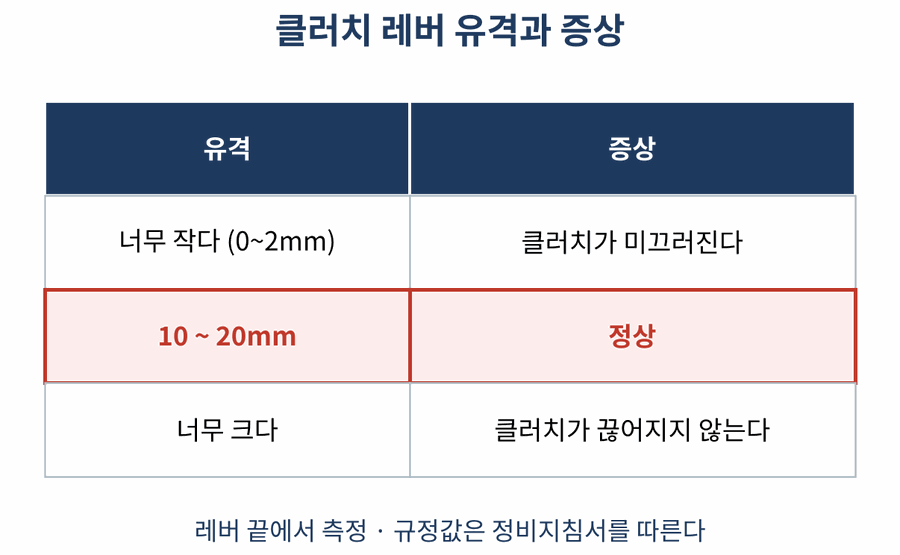 클러치 레버 유격과 증상
유격 증상
너무 작다 (0~2mm) 클러치가 미끄러진다
10 ~ 20mm 정상
너무 크다 클러치가 끊어지지 않는다
레버 끝에서 측정 · 규정값은 정비지침서를 따른다